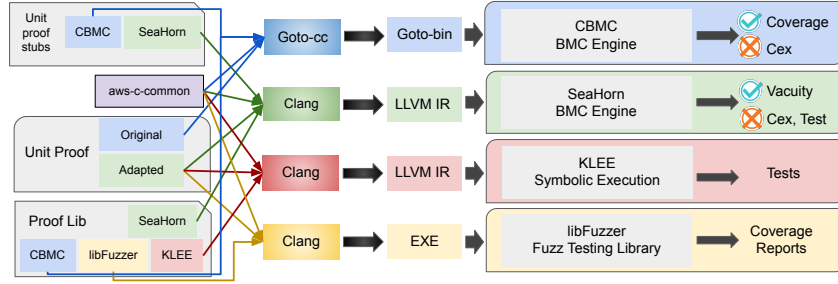 Unit
proof
stubs
CBMC
SeaHorn
aws-c-common
Unit Proof
Original
Adapted
Proof Lib
SeaHorn
CBMC
libFuzzer
KLEE
Goto-cc
Goto-bin
CBMC
BMC Engine
Coverage
Cex
Clang
LLVM IR
SeaHorn
BMC Engine
Vacuity
Cex, Test
Clang
LLVM IR
KLEE
Symbolic Execution
Tests
Clang
EXE
libFuzzer
Fuzz Testing Library
Coverage
Reports